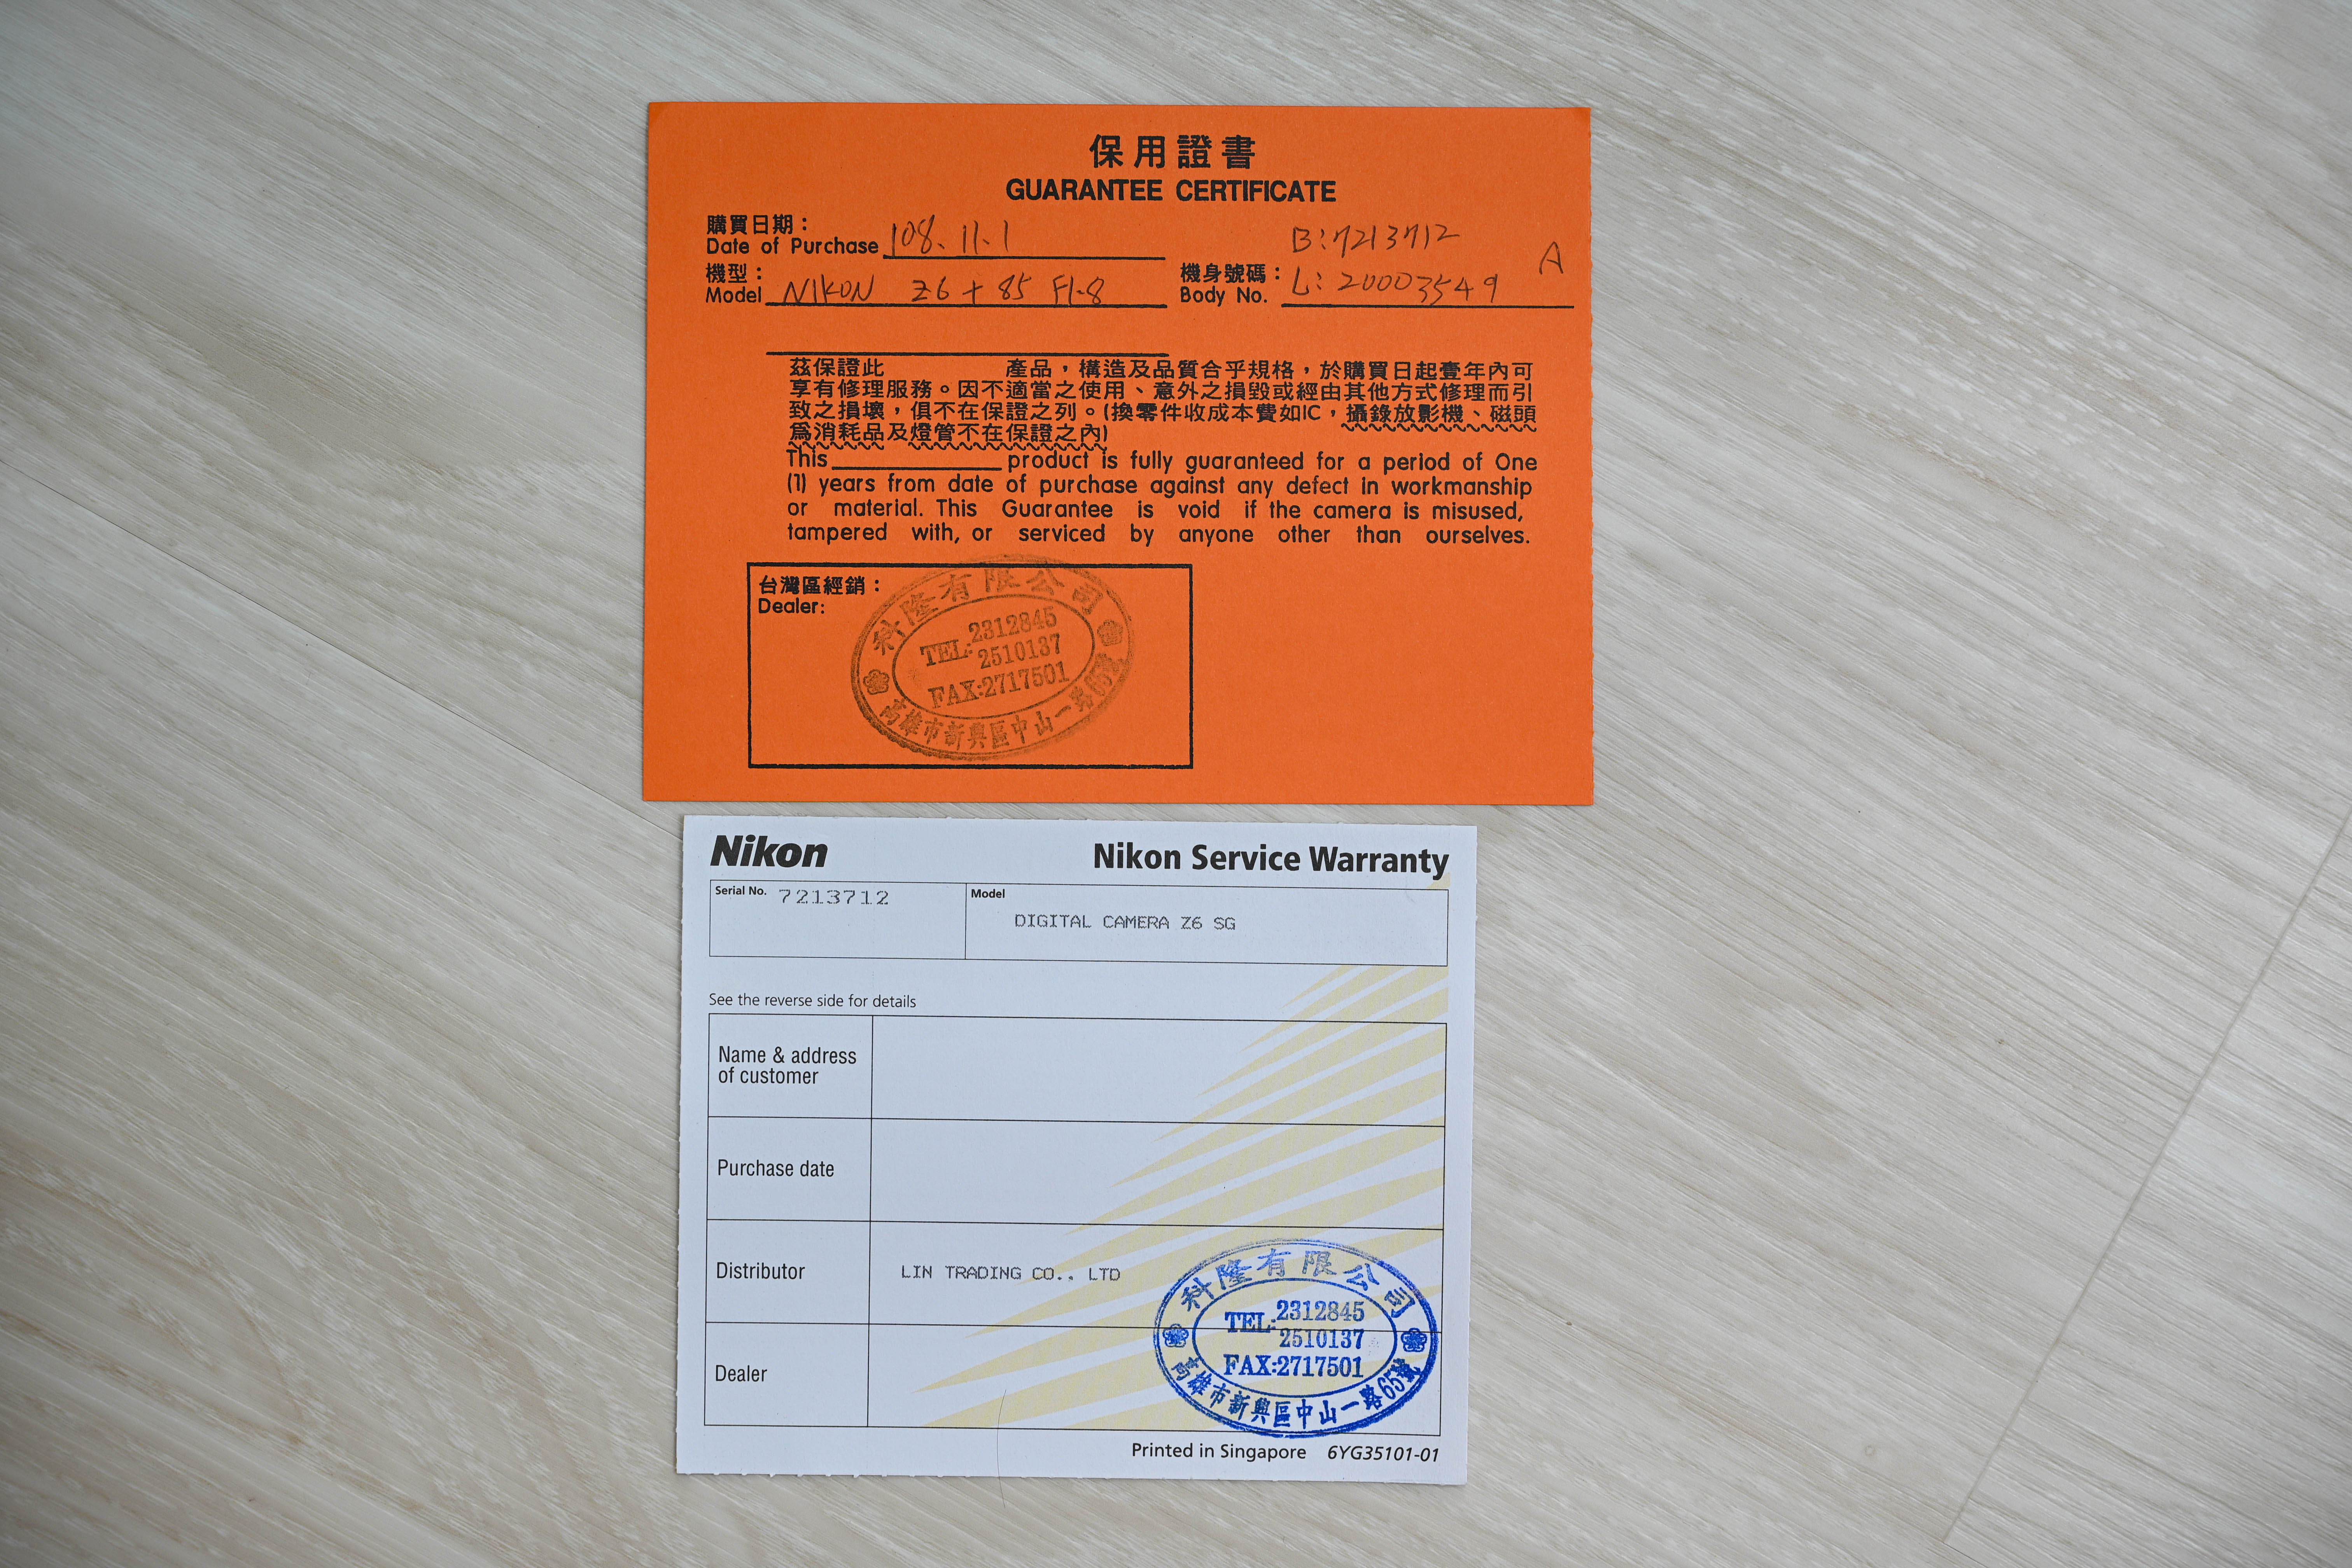 保用證書
GUARANTEE CERTIFICATE
購買日期：
Date of Purchase 108.11.1
B:7213712
A
機型：
Model NIKON Z6 + 85 F1.8
機身號碼：
Body No. L: 20003549
茲保證此 產品，構造及品質合乎規格，於購買日起壹年內可
享有修理服務。因不適當之使用、意外之損毀或經由其他方式修理而引
致之損壞，俱不在保證之列。(換零件收成本費如IC，攝錄放影機、磁頭
為消耗品及燈管不在保證之內)
This product is fully guaranteed for a period of One
(1) years from date of purchase against any defect in workmanship
or material. This Guarantee is void if the camera is misused,
tampered with, or serviced by anyone other than ourselves.
台灣區經銷：
Dealer:
科隆有限公司
TEL: 2312845
2510137
FAX:2717501
高雄市新興區中山一路65號
Nikon
Nikon Service Warranty
Serial No. 7213712
Model
DIGITAL CAMERA Z6 SG
See the reverse side for details
Name & address
of customer
Purchase date
Distributor
LIN TRADING CO., LTD
Dealer
科隆有限公司
TEL: 2312845
2510137
FAX:2717501
高雄市新興區中山一路65號
Printed in Singapore 6YG35101-01